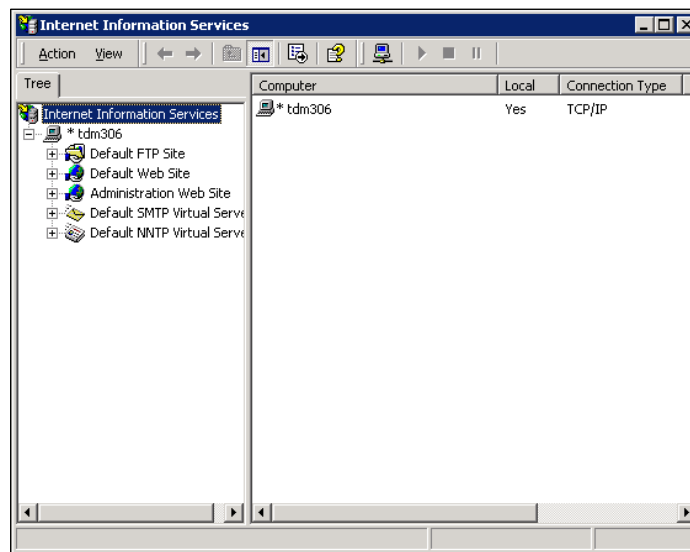 Internet Information Services
Action View
Tree
Computer Local Connection Type
Internet Information Services
* tdm306 Yes TCP/IP
* tdm306
Default FTP Site
Default Web Site
Administration Web Site
Default SMTP Virtual Serve
Default NNTP Virtual Serve